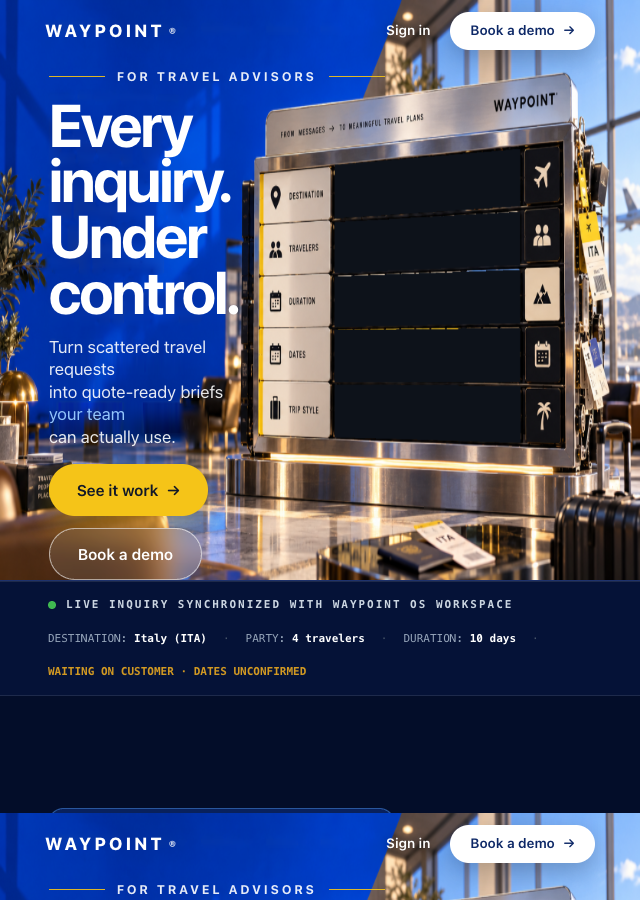 WAYPOINT ®
Sign in
Book a demo →
FOR TRAVEL ADVISORS
Every
inquiry.
Under
control.
Turn scattered travel
requests
into quote-ready briefs
your team
can actually use.
See it work →
Book a demo
WAYPOINT
FROM MESSAGES → TO MEANINGFUL TRAVEL PLANS
DESTINATION
TRAVELERS
DURATION
DATES
TRIP STYLE
ITA
LIVE INQUIRY SYNCHRONIZED WITH WAYPOINT OS WORKSPACE
DESTINATION: Italy (ITA) · PARTY: 4 travelers · DURATION: 10 days ·
WAITING ON CUSTOMER · DATES UNCONFIRMED
WAYPOINT ®
Sign in
Book a demo →
FOR TRAVEL ADVISORS